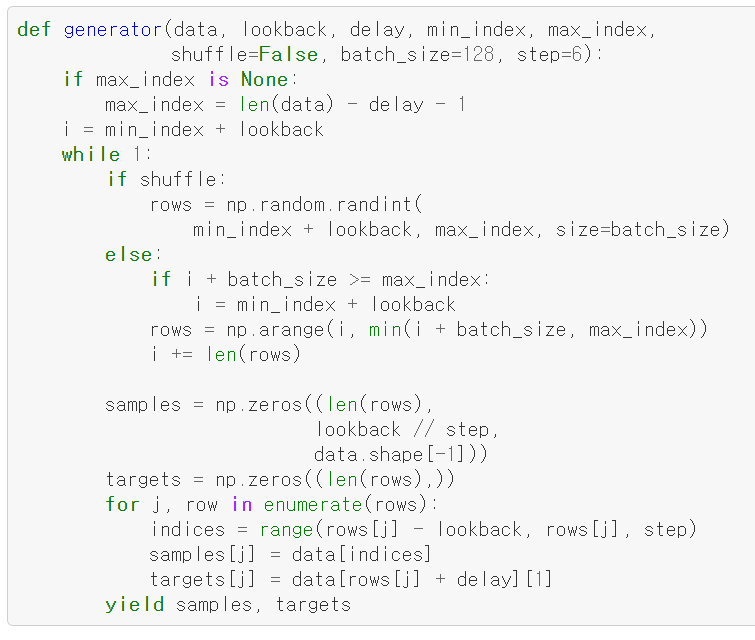 def generator(data, lookback, delay, min_index, max_index,
              shuffle=False, batch_size=128, step=6):
    if max_index is None:
        max_index = len(data) - delay - 1
    i = min_index + lookback
    while 1:
        if shuffle:
            rows = np.random.randint(
                min_index + lookback, max_index, size=batch_size)
        else:
            if i + batch_size >= max_index:
                i = min_index + lookback
            rows = np.arange(i, min(i + batch_size, max_index))
            i += len(rows)

        samples = np.zeros((len(rows),
                           lookback // step,
                           data.shape[-1]))
        targets = np.zeros((len(rows),))
        for j, row in enumerate(rows):
            indices = range(rows[j] - lookback, rows[j], step)
            samples[j] = data[indices]
            targets[j] = data[rows[j] + delay][1]
        yield samples, targets